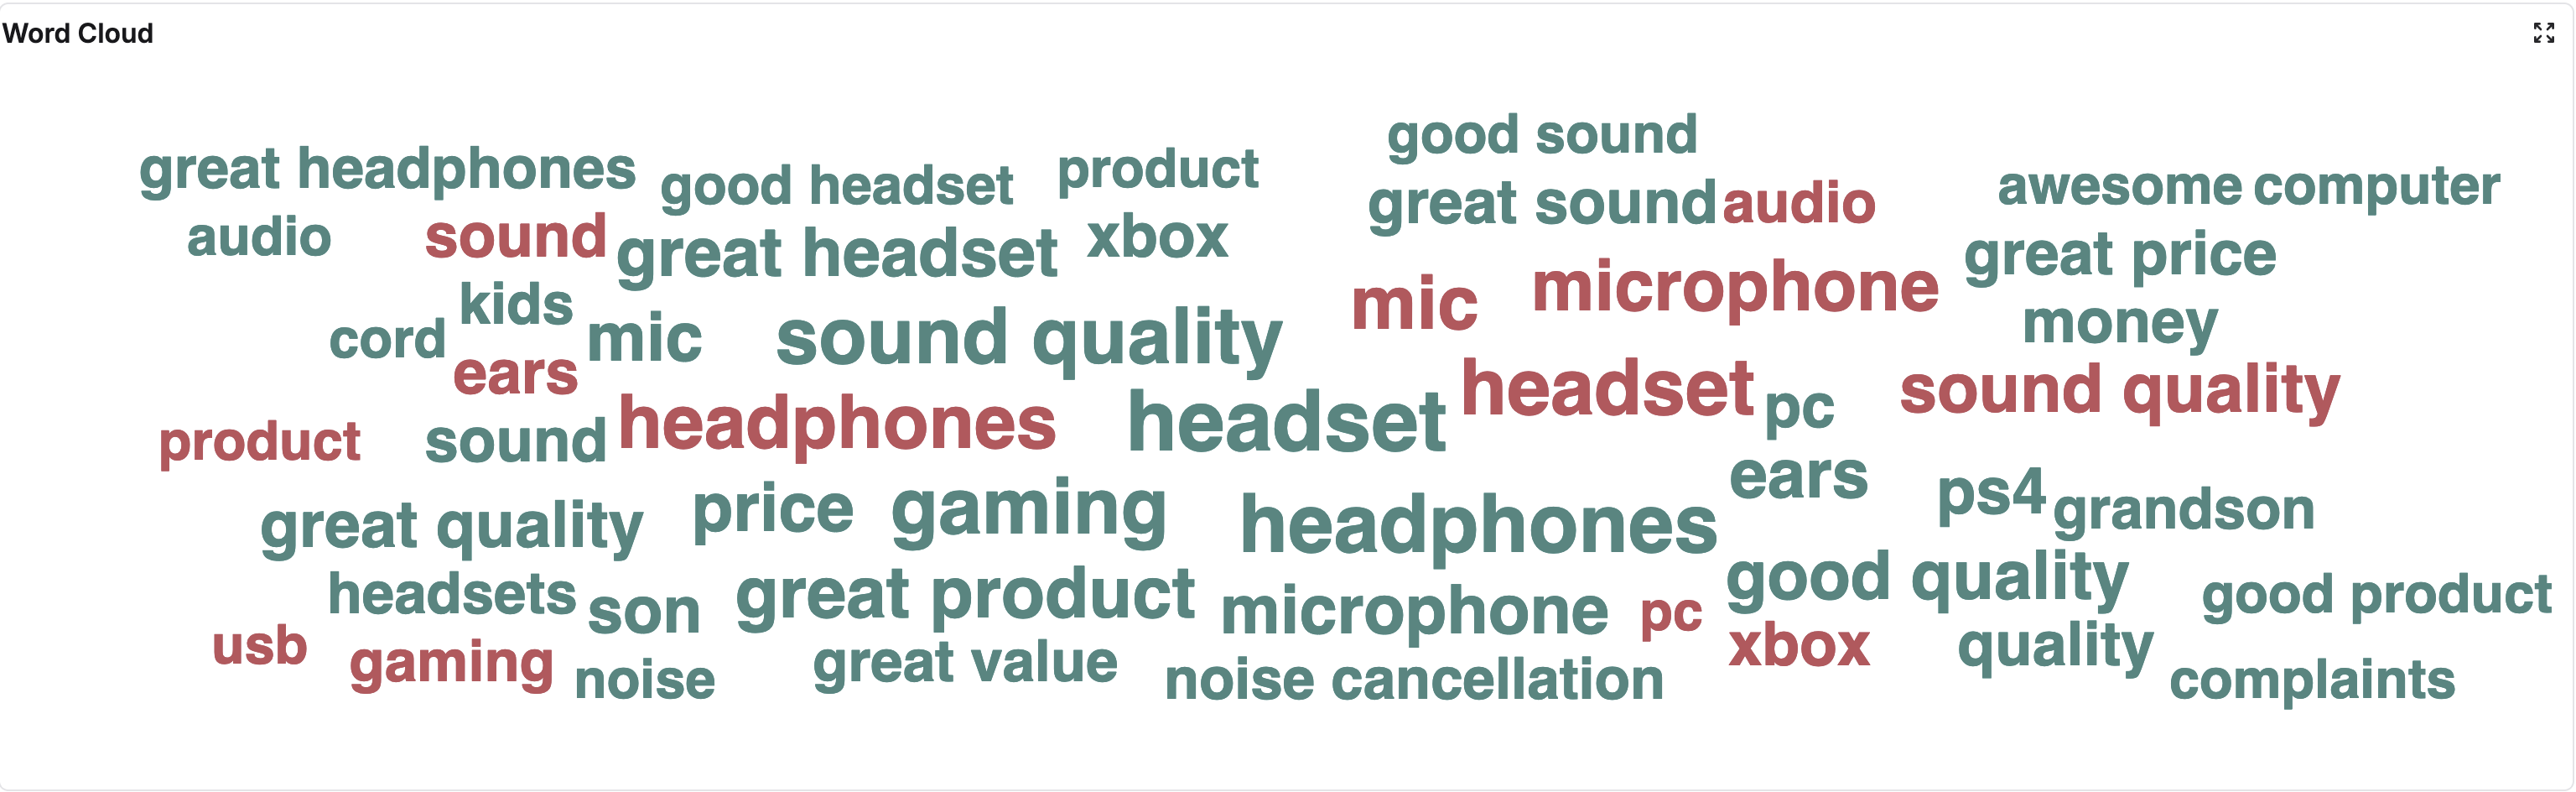 Word Cloud
good sound
great headphones good headset product
great sound audio awesome computer
audio sound great headset xbox great price
kids mic microphone
cord mic sound quality money
ears headphones headset headset pc sound quality
product sound
ears ps4 grandson
great quality price gaming headphones
good quality
headsets son great product microphone pc good product
usb gaming noise great value noise cancellation xbox quality complaints